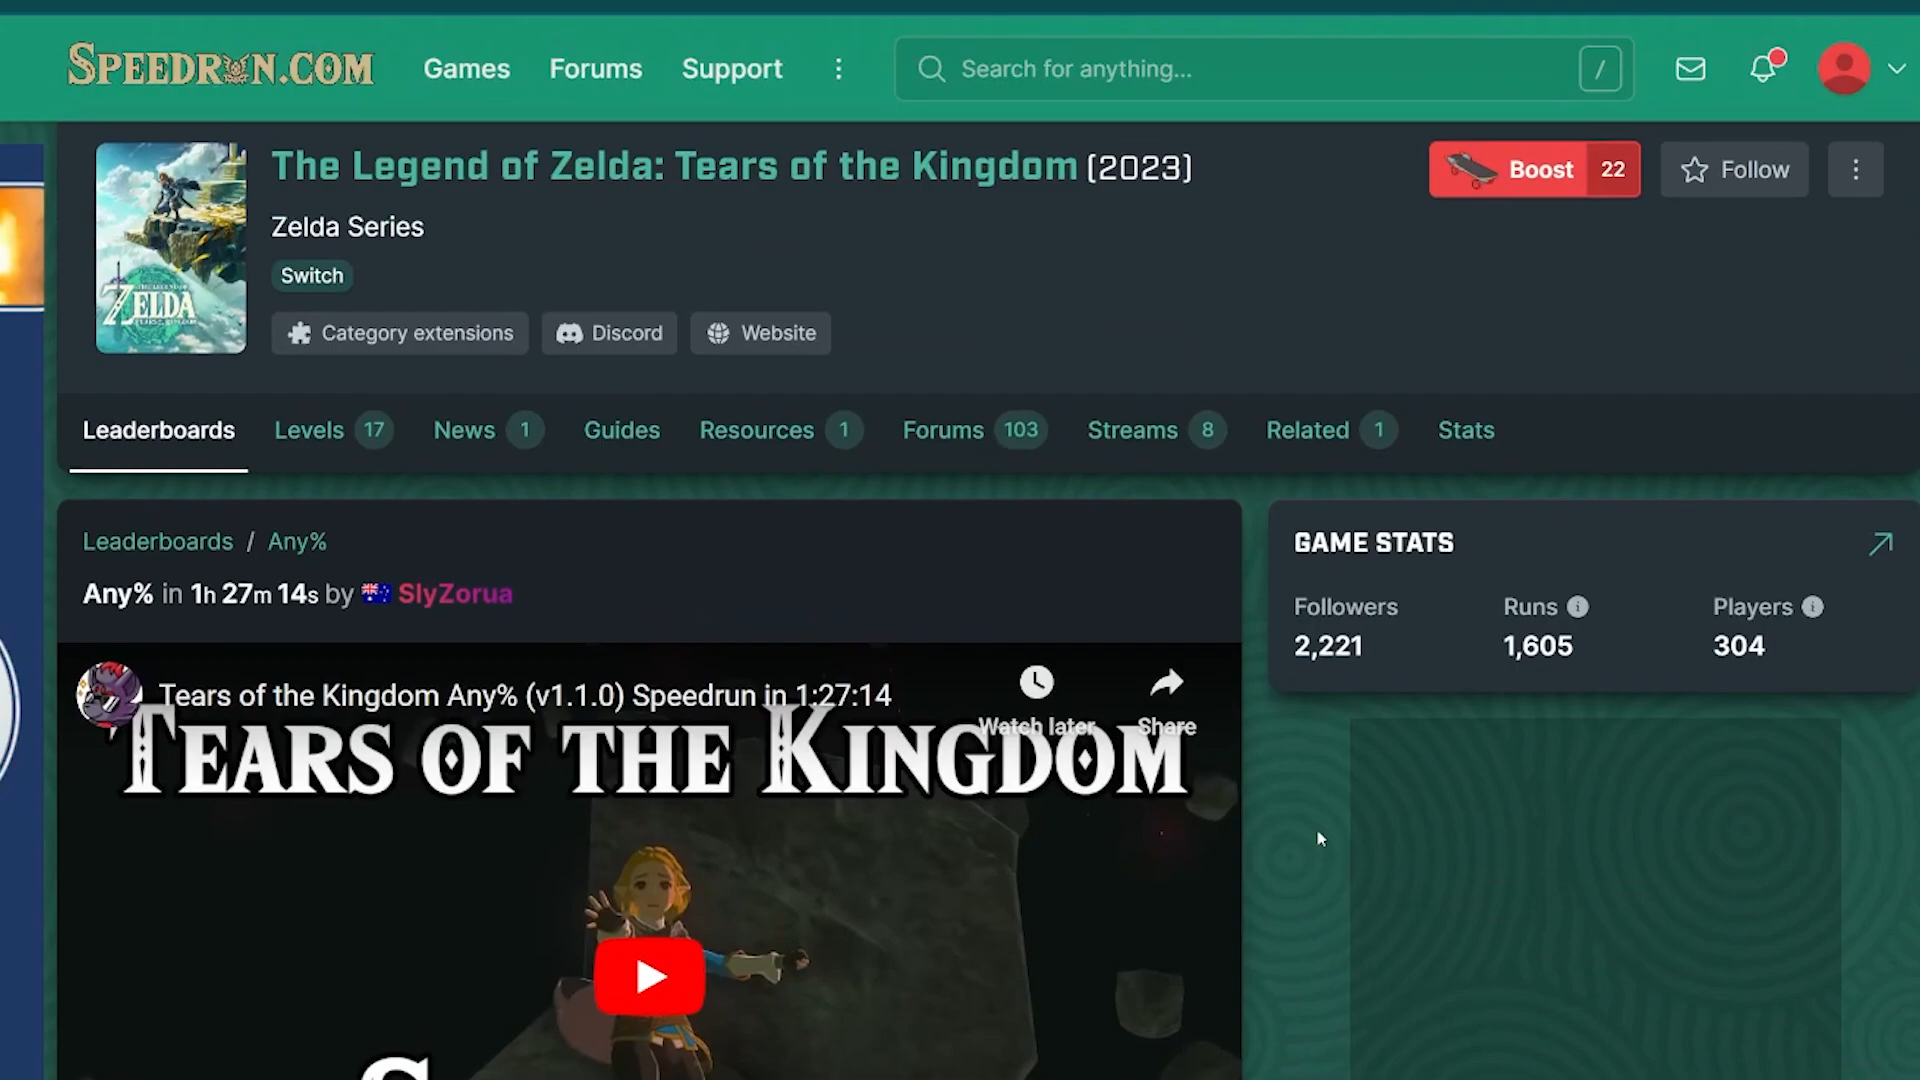 SPEEDRUN.COM
Games
Forums
Support
Search for anything...
/
The Legend of Zelda: Tears of the Kingdom (2023)
Boost 22
Follow
Zelda Series
Switch
Category extensions
Discord
Website
Leaderboards
Levels 17
News 1
Guides
Resources 1
Forums 103
Streams 8
Related 1
Stats
Leaderboards / Any%
Any% in 1h 27m 14s by SlyZorua
GAME STATS
Followers
Runs
Players
2,221
1,605
304
Tears of the Kingdom Any% (v1.1.0) Speedrun in 1:27:14
Watch later
Share
TEARS OF THE KINGDOM
ZELDA